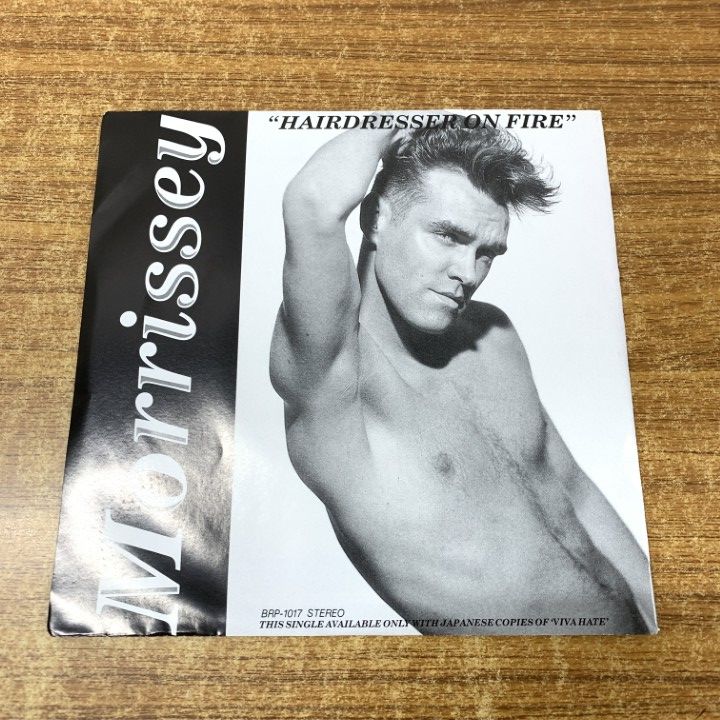 Morrissey
“HAIRDRESSER ON FIRE”
BRP-1017 STEREO
THIS SINGLE AVAILABLE ONLY WITH JAPANESE COPIES OF ‘VIVA HATE’